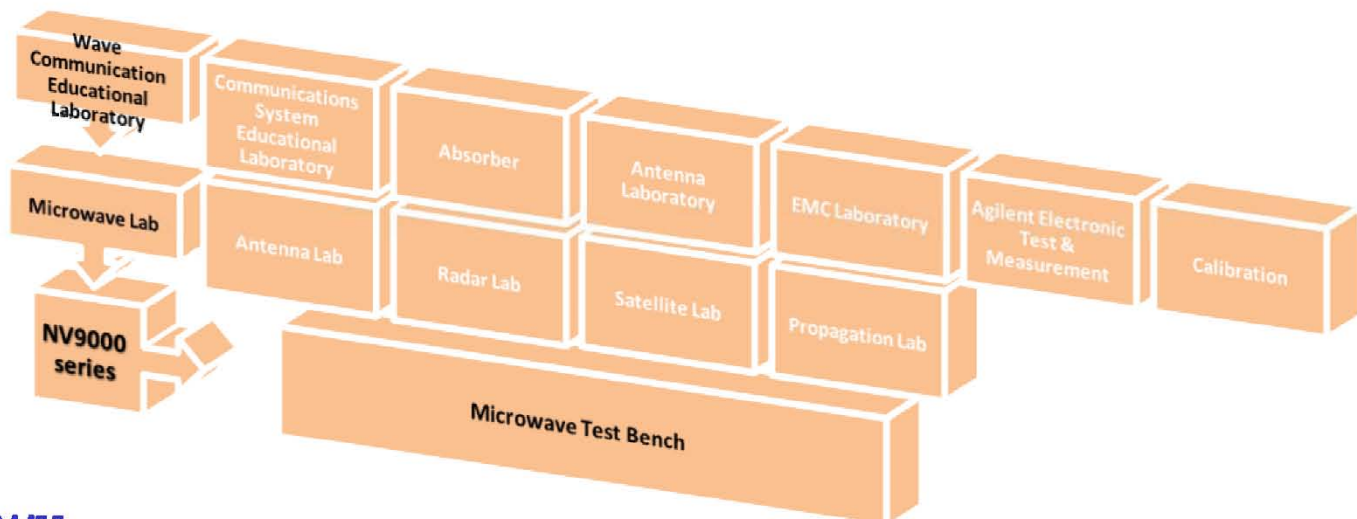 Wave
Communication
Educational
Laboratory
Communications
System
Educational
Laboratory
Absorber
Antenna
Laboratory
EMC Laboratory
Agilent Electronic
Test &
Measurement
Calibration
Microwave Lab
Antenna Lab
Radar Lab
Satellite Lab
Propagation Lab
NV9000
series
Microwave Test Bench